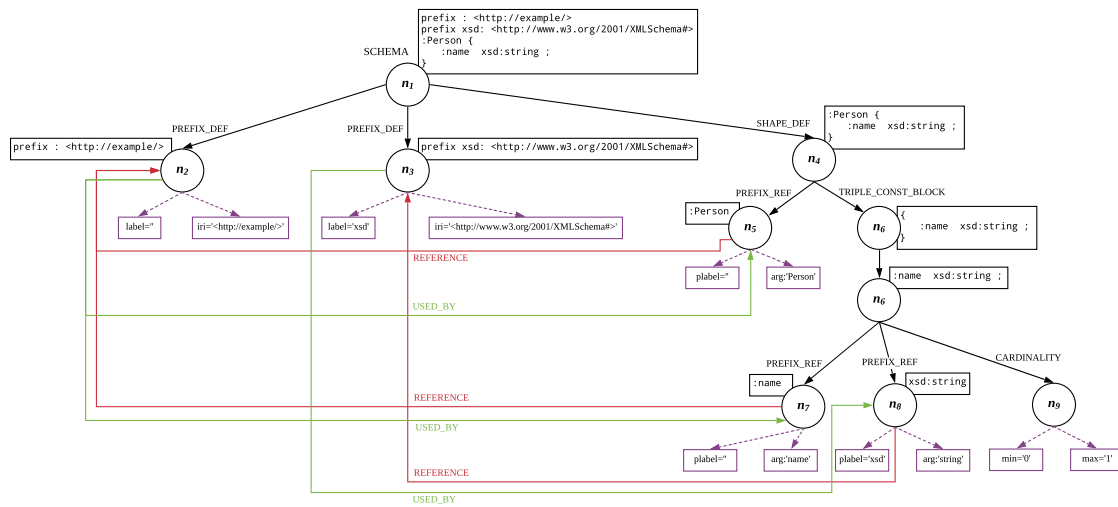 prefix : <http://example/>
prefix xsd: <http://www.w3.org/2001/XMLSchema#>
:Person {
:name  xsd:string ;
}
SCHEMA
n1
PREFIX_DEF
PREFIX_DEF
SHAPE_DEF
:Person {
:name  xsd:string ;
}
prefix : <http://example/>
n2
prefix xsd: <http://www.w3.org/2001/XMLSchema#>
n3
n4
PREFIX_REF
TRIPLE_CONST_BLOCK
label=''
iri='<http://example/>'
label='xsd'
iri='<http://www.w3.org/2001/XMLSchema#>'
:Person
n5
n6
{
:name  xsd:string ;
}
REFERENCE
plabel=''
arg:'Person'
:name  xsd:string ;
n6
USED_BY
PREFIX_REF
PREFIX_REF
CARDINALITY
:name
xsd:string
REFERENCE
n7
n8
n9
USED_BY
plabel=''
arg:'name'
plabel='xsd'
arg:'string'
min='0'
max='1'
REFERENCE
USED_BY